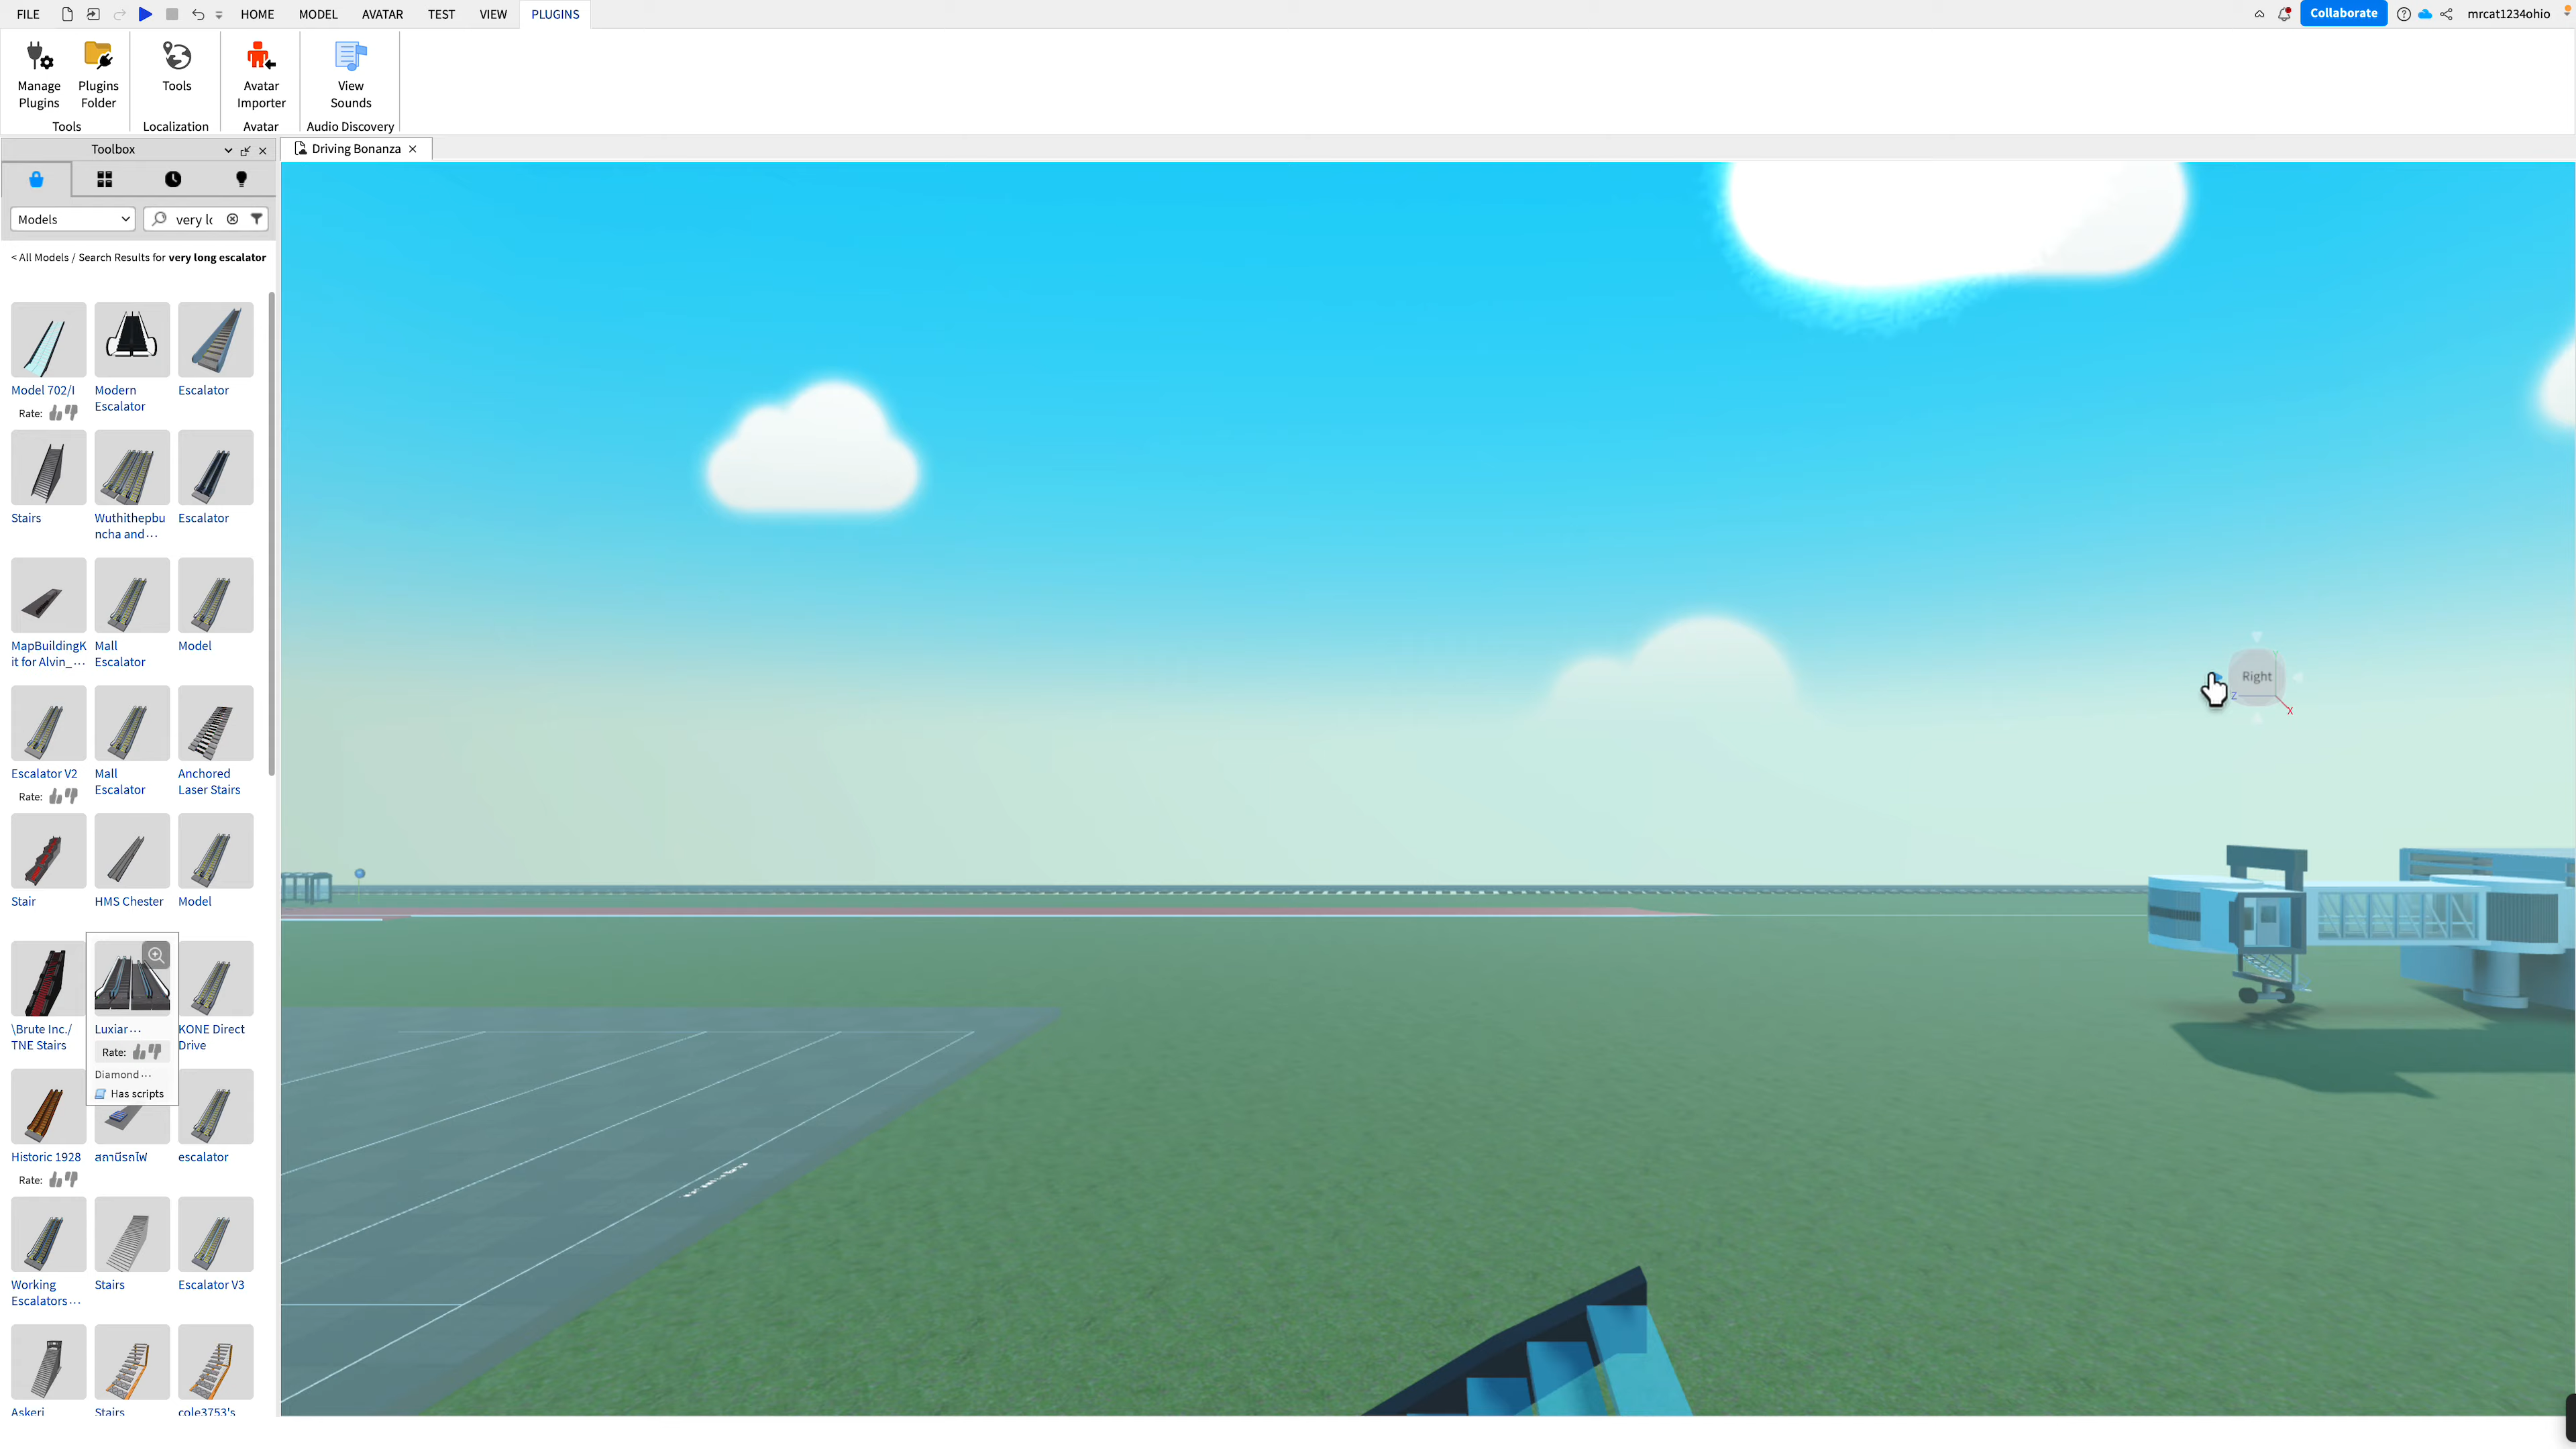 FILE HOME MODEL AVATAR TEST VIEW PLUGINS Collaborate mrcat1234ohio
Manage Plugins
Plugins Folder
Tools
Avatar Importer
View Sounds
Tools Localization Avatar Audio Discovery
Toolbox
Driving Bonanza
Models
very lo
< All Models / Search Results for very long escalator
Model 702/I
Modern Escalator
Escalator
Rate:
Stairs
Wuthithepbu
ncha and...
Escalator
MapBuildingK
it for Alvin_...
Mall Escalator
Model
Escalator V2
Mall Escalator
Anchored Laser Stairs
Rate:
Stair
HMS Chester
Model
\Brute Inc./
TNE Stairs
Luxiar...
KONE Direct Drive
Rate:
Diamond...
Has scripts
Historic 1928
สถานีรถไฟ
escalator
Rate:
Working Escalators...
Stairs
Escalator V3
Askeri
Stairs
cole3753's
Right
Y
Z
X